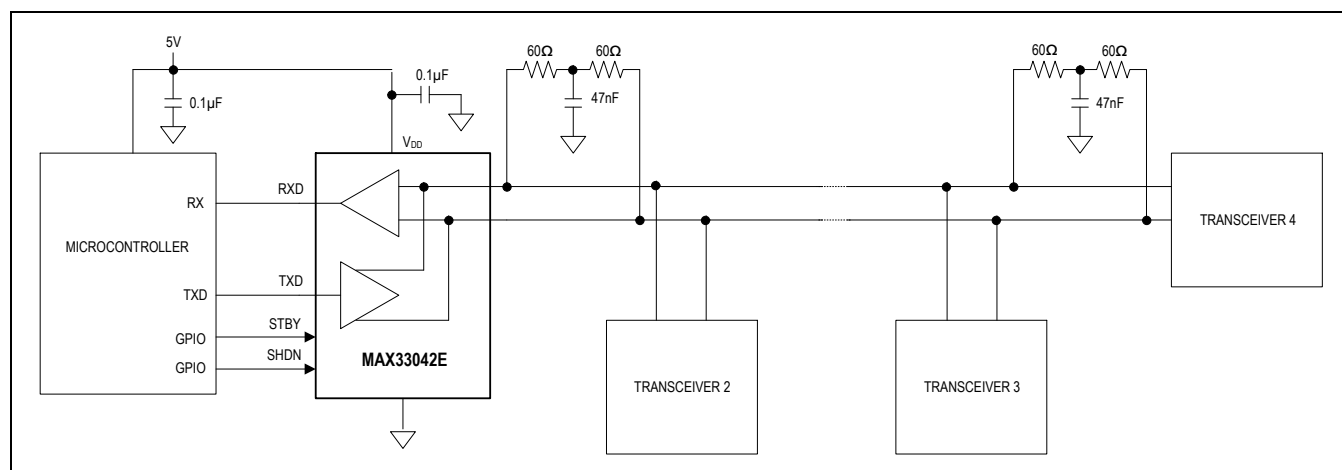 5V
0.1µF
0.1µF
60Ω
60Ω
47nF
60Ω
60Ω
47nF
VDD
RXD
RX
MICROCONTROLLER
TXD
TXD
STBY
GPIO
SHDN
GPIO
MAX33042E
TRANSCEIVER 2
TRANSCEIVER 3
TRANSCEIVER 4